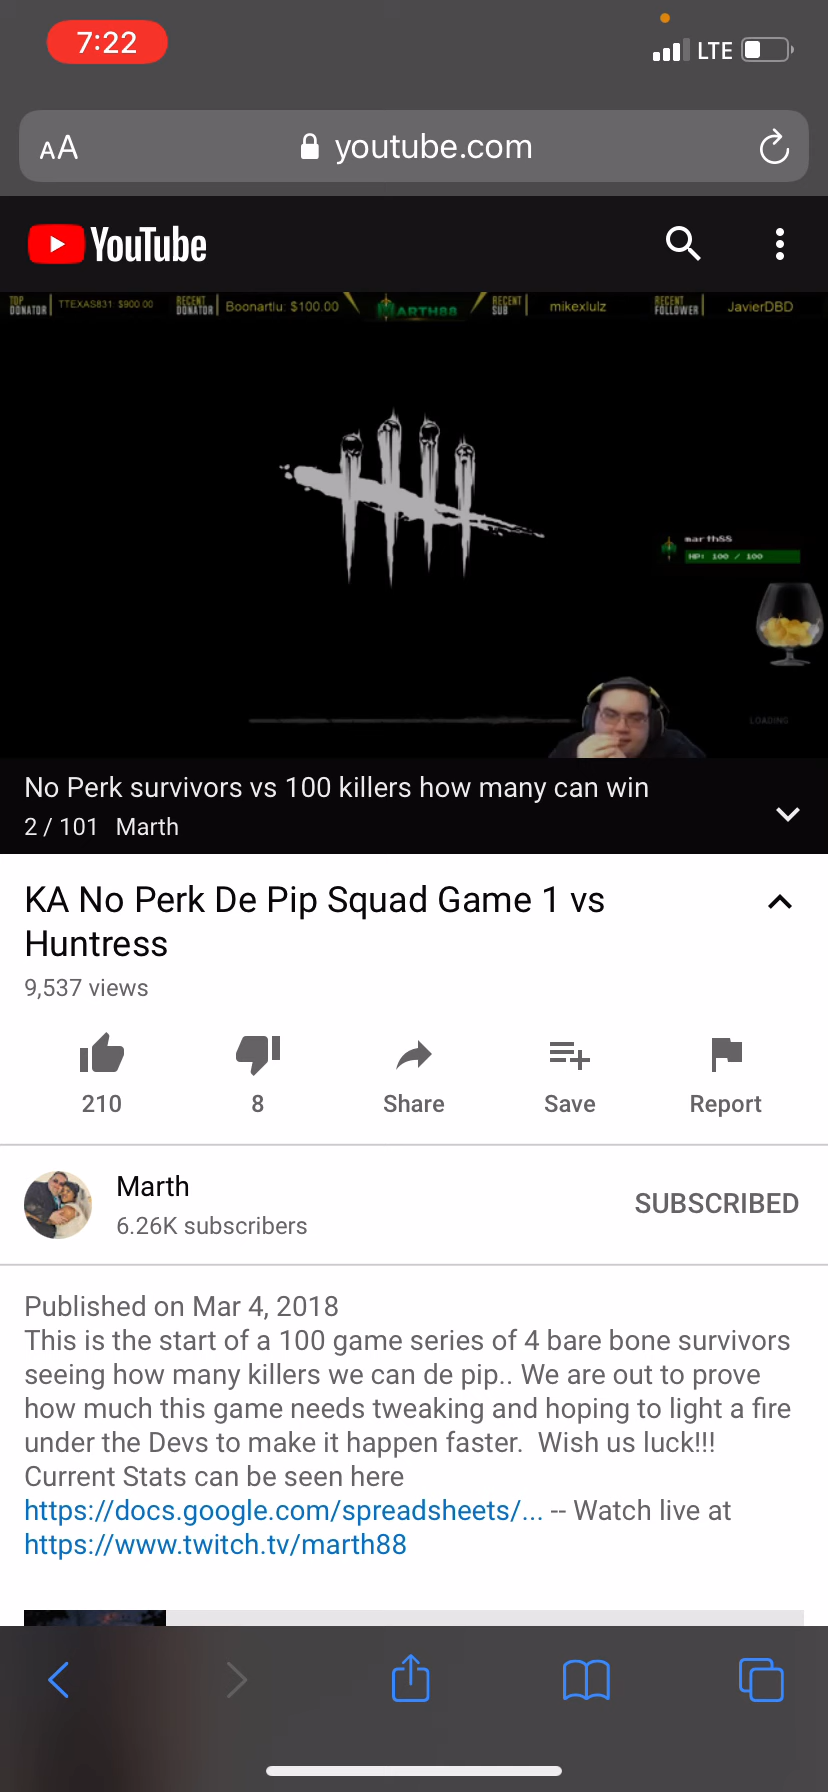 7:22
LTE
AA youtube.com
YouTube
TOP DONATOR TTEXAS831 $900.00 RECENT DONATOR Boonartlu: $100.00 MARTH88 RECENT SUB mikexlulz RECENT FOLLOWER JavierDBD
marth88
HP: 100 / 100
LOADING
No Perk survivors vs 100 killers how many can win
2 / 101 Marth
KA No Perk De Pip Squad Game 1 vs
Huntress
9,537 views
210 8 Share Save Report
Marth
6.26K subscribers
SUBSCRIBED
Published on Mar 4, 2018
This is the start of a 100 game series of 4 bare bone survivors
seeing how many killers we can de pip.. We are out to prove
how much this game needs tweaking and hoping to light a fire
under the Devs to make it happen faster.  Wish us luck!!!
Current Stats can be seen here
https://docs.google.com/spreadsheets/... -- Watch live at
https://www.twitch.tv/marth88